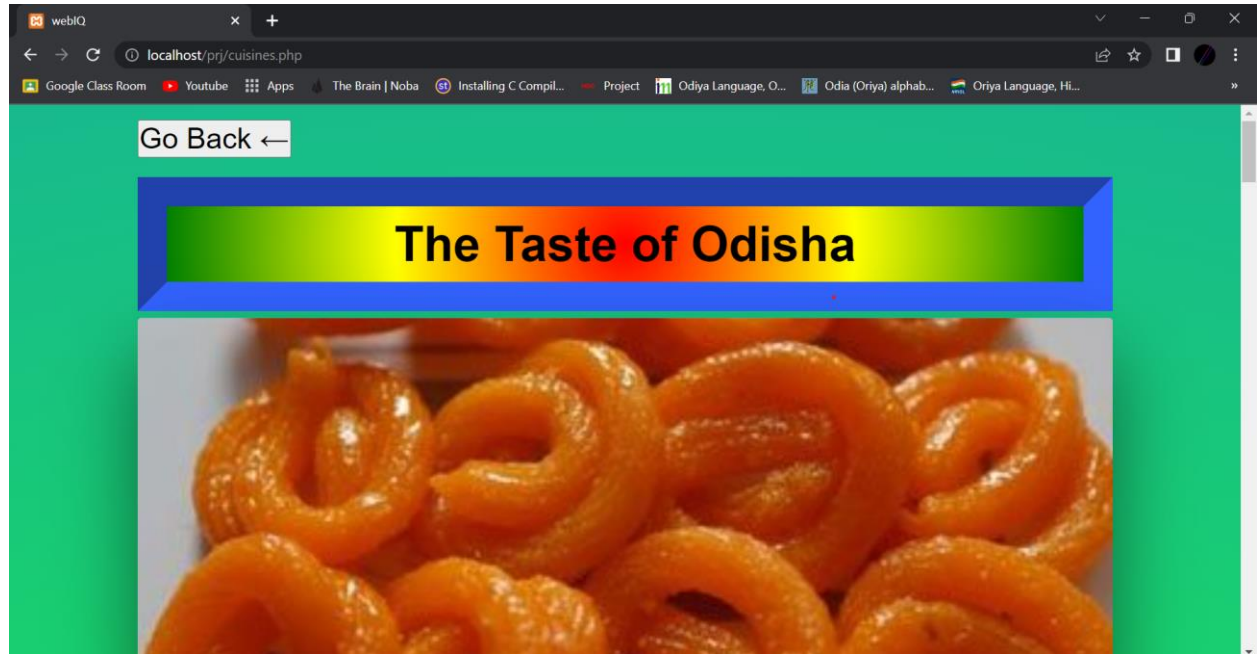 webIQ
localhost/prj/cuisines.php
Google Class Room Youtube Apps The Brain | Noba Installing C Compil... Project Odiya Language, O... Odia (Oriya) alphab... Oriya Language, Hi... »
Go Back ←
The Taste of Odisha